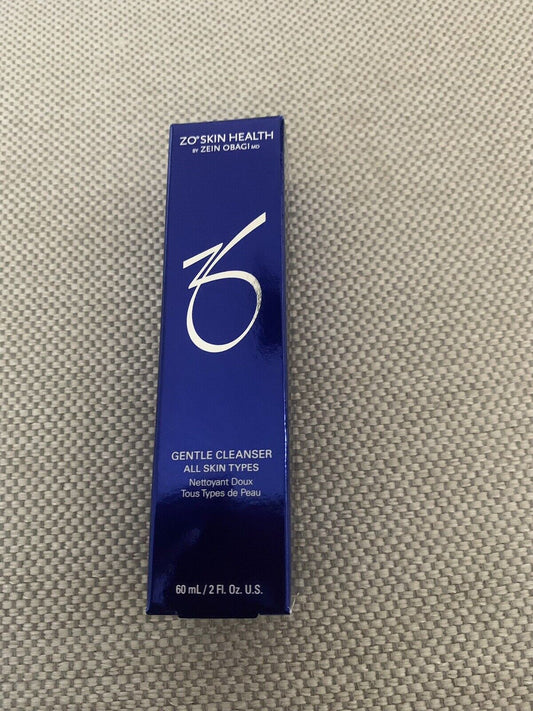 ZO® SKIN HEALTH
BY ZEIN OBAGI MD
ZO
GENTLE CLEANSER
ALL SKIN TYPES
Nettoyant Doux
Tous Types de Peau
60 mL / 2 Fl. Oz. U.S.